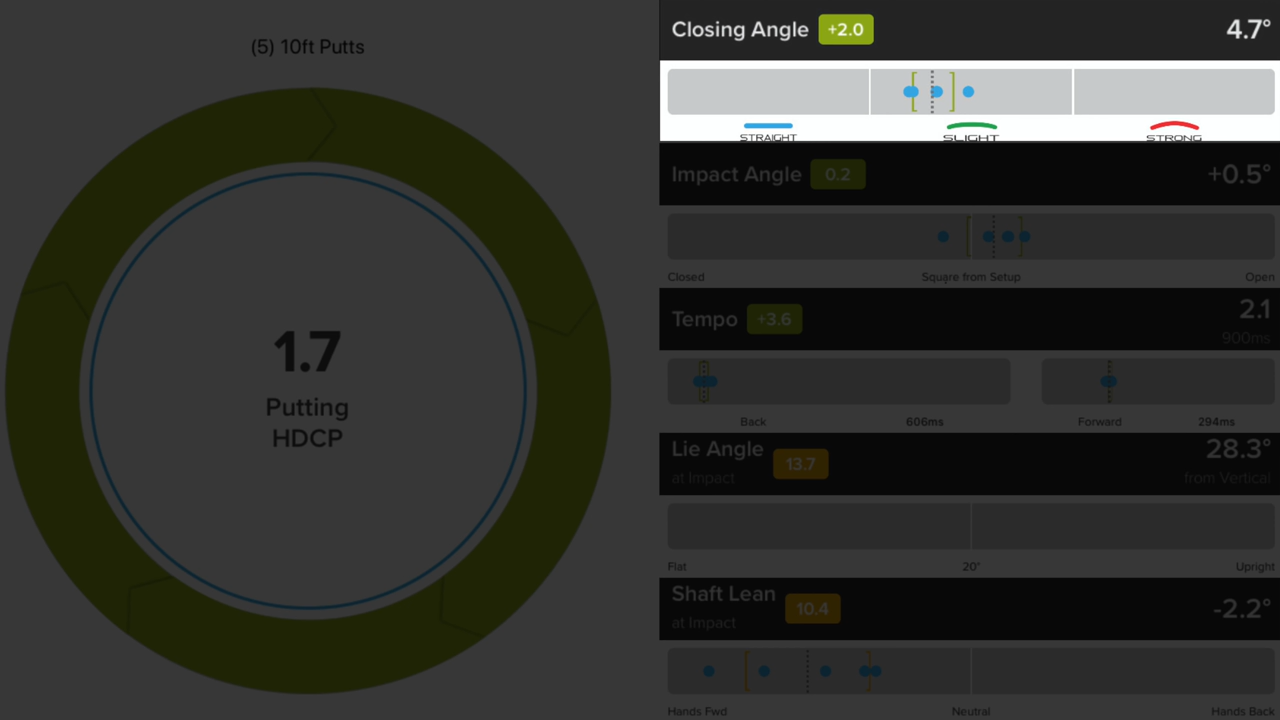 (5) 10ft Putts
1.7
Putting
HDCP
Closing Angle +2.0 4.7°
STRAIGHT SLIGHT STRONG
Impact Angle 0.2 +0.5°
Closed Square from Setup Open
Tempo +3.6 2.1
900ms
Back 606ms Forward 294ms
Lie Angle 13.7 28.3°
at Impact from Vertical
Flat 20° Upright
Shaft Lean 10.4 -2.2°
at Impact
Hands Fwd Neutral Hands Back